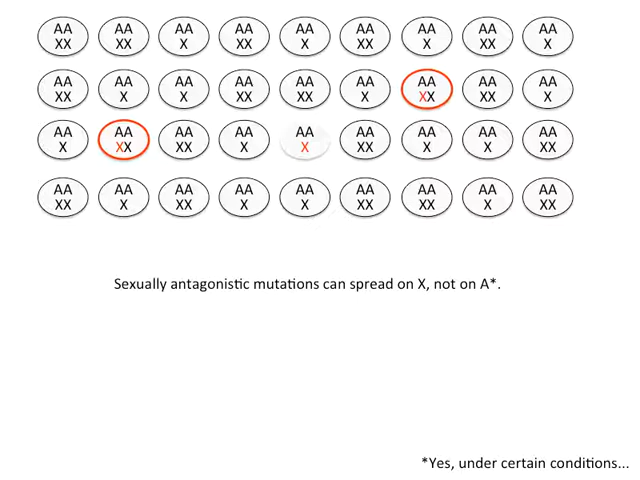 AA AA AA AA AA AA AA AA AA
XX XX X XX X XX X XX X
AA AA AA AA AA AA AA AA AA
XX X X XX XX X XX XX X
AA AA AA AA AA AA AA AA AA
X XX XX X X XX X X XX
AA AA AA AA AA AA AA AA AA
XX X XX X X XX XX X XX
Sexually antagonistic mutations can spread on X, not on A*.
*Yes, under certain conditions...